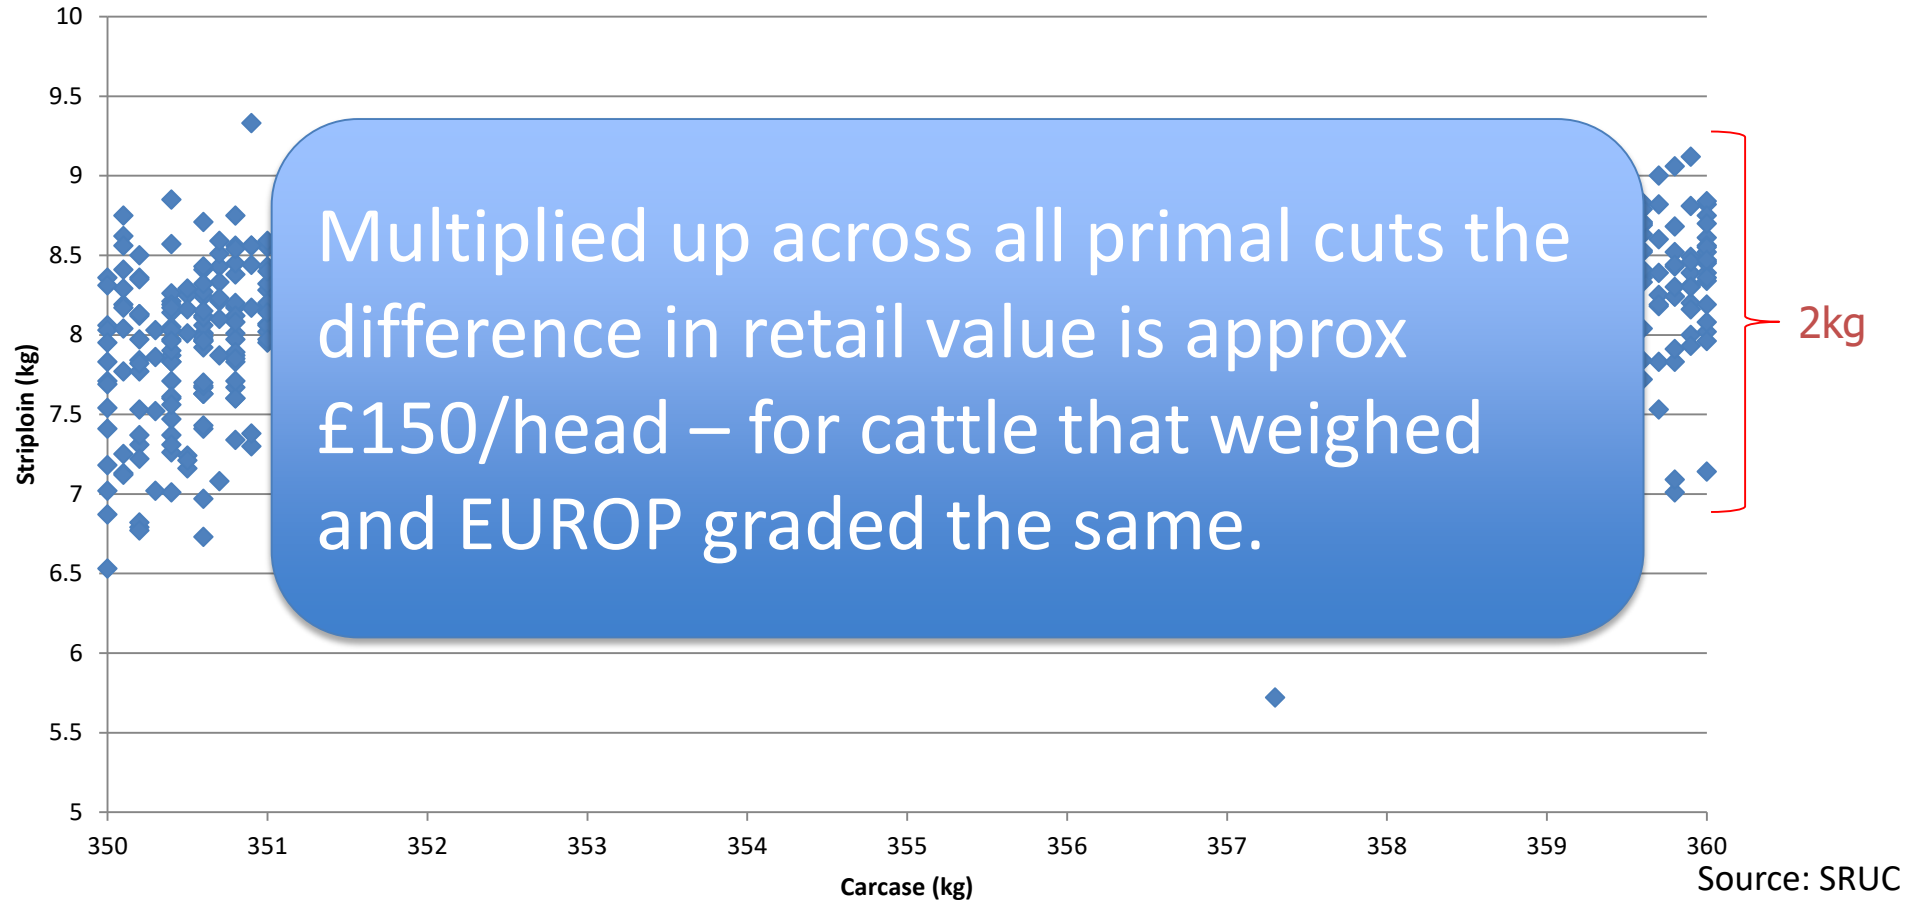 10
9.5
9
8.5
8
7.5
7
6.5
6
5.5
5
Striploin (kg)
Multiplied up across all primal cuts the
difference in retail value is approx
£150/head – for cattle that weighed
and EUROP graded the same.
2kg
350
351
352
353
354
355
356
357
358
359
360
Carcase (kg)
Source: SRUC